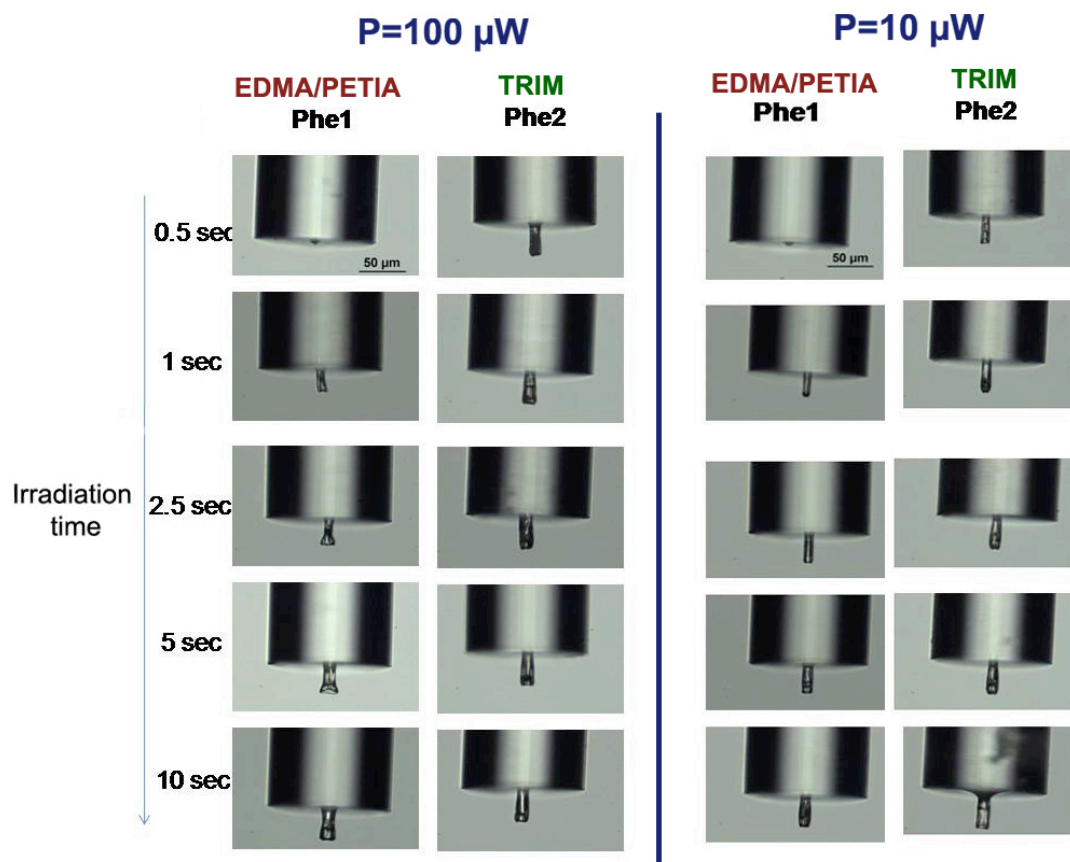 P=100 µW
P=10 µW
EDMA/PETIA
TRIM
EDMA/PETIA
TRIM
Phe1
Phe2
Phe1
Phe2
0.5 sec
50 µm
50 µm
1 sec
Irradiation
time
2.5 sec
5 sec
10 sec